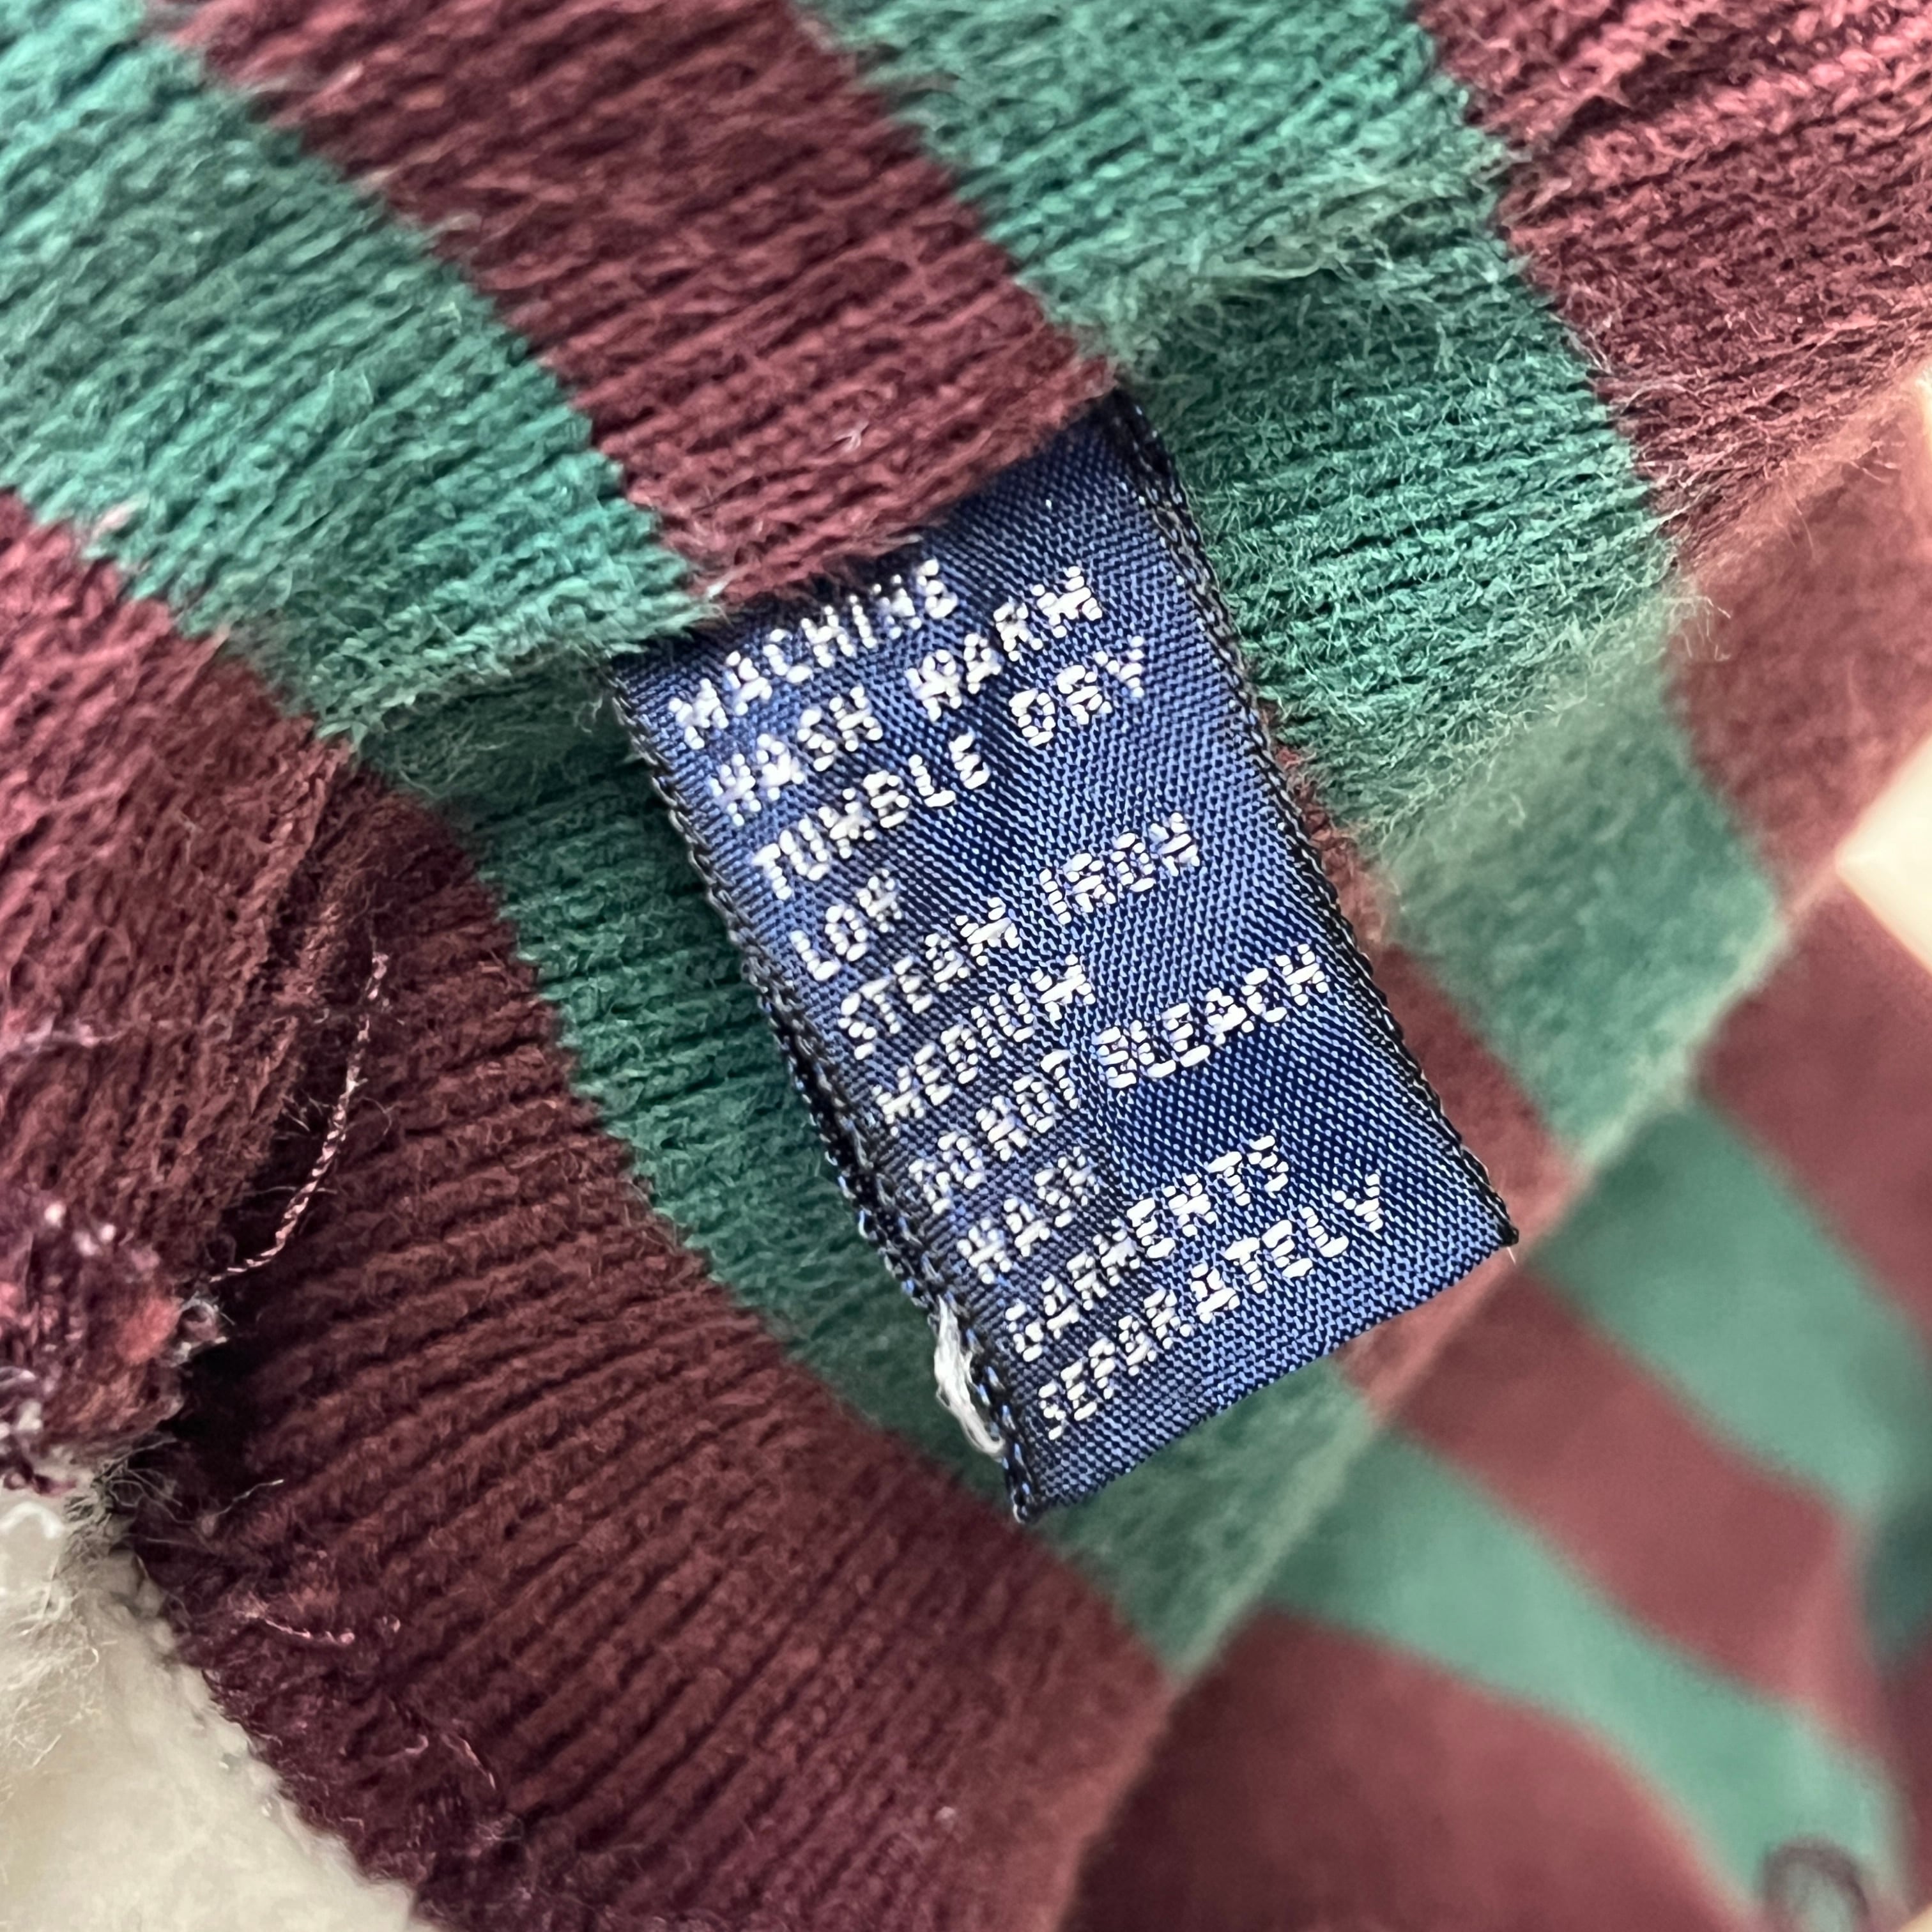 MACHINE
WASH WARM
TUMBLE DRY
LOW
STEAM IRON
MEDIUM
DO NOT BLEACH
WASH
GARMENTS
SEPARATELY